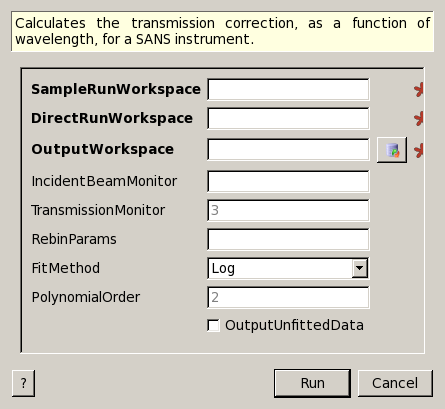 Calculates the transmission correction, as a function of
wavelength, for a SANS instrument.
SampleRunWorkspace
DirectRunWorkspace
OutputWorkspace
IncidentBeamMonitor
TransmissionMonitor 3
RebinParams
FitMethod Log
PolynomialOrder 2
OutputUnfittedData
? Run Cancel